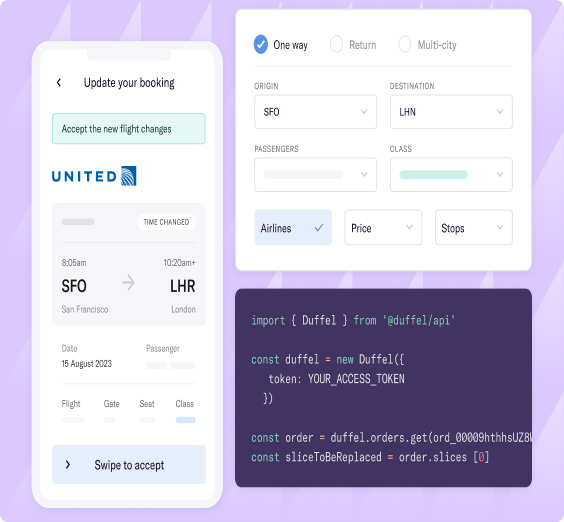 Update your booking
Accept the new flight changes
UNITED
TIME CHANGED
8:05am 10:20am+
SFO LHR
San Francisco London
Date Passenger
15 August 2023
Flight Gate Seat Class
Swipe to accept
One way Return Multi-city
ORIGIN DESTINATION
SFO LHN
PASSENGERS CLASS
Airlines Price Stops
import { Duffel } from '@duffel/api'
const duffel = new Duffel({
token: YOUR_ACCESS_TOKEN
})
const order = duffel.orders.get(ord_00009hthhsUZ8W
const sliceToBeReplaced = order.slices [0]